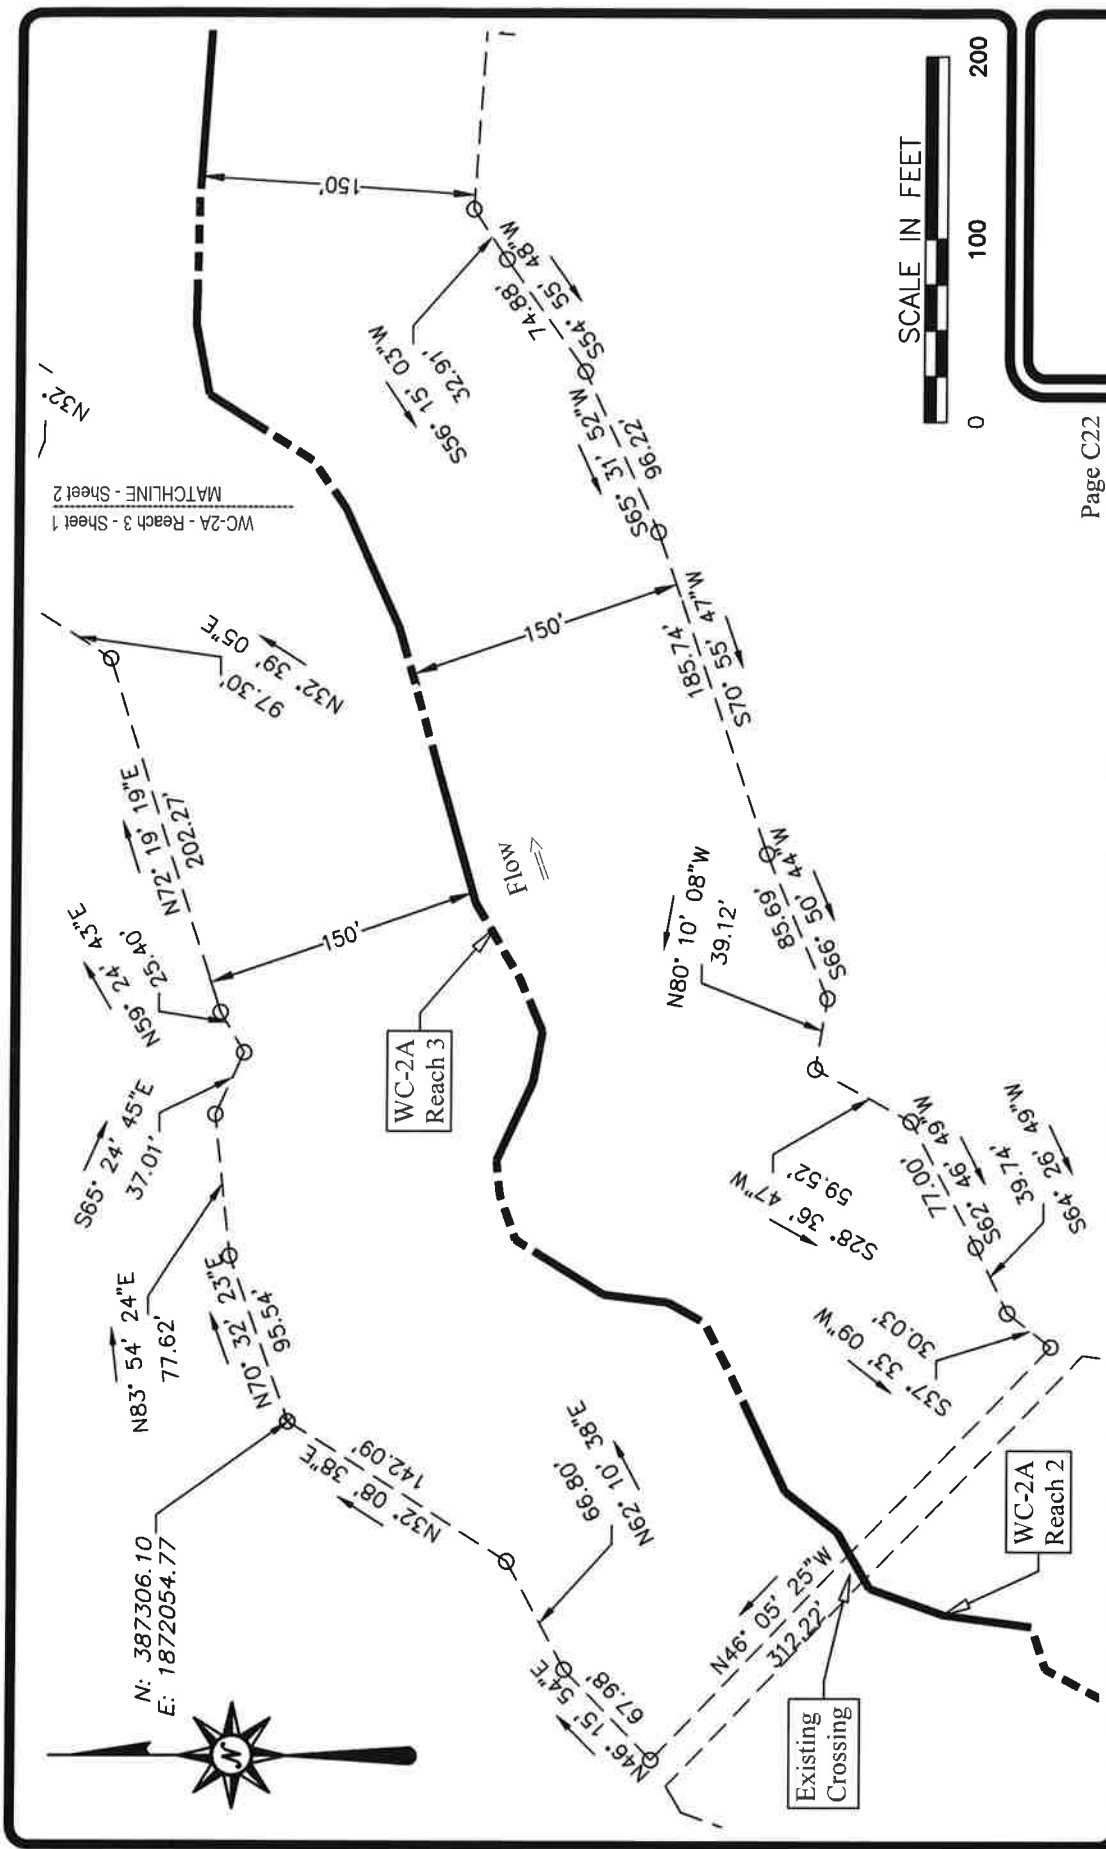 N: 387306.10
E: 1872054.77
N83° 54' 24"E
77.62'
S65° 24' 45"E
37.01'
N59° 24' 43"E
25.40'
N72° 19' 19"E
202.27'
97.30'
N32° 39' 05"E
WC-2A - Reach 3 - Sheet 1
MATCHLINE - Sheet 2
N32°
N70° 32' 23"E
95.54'
N32° 08' 38"E
142.09'
66.80'
N62° 10' 38"E
N46° 15' 54"E
67.98'
150'
WC-2A
Reach 3
Flow
150'
150'
S56° 15' 03"W
32.91'
74.88'
S54° 55' 48"W
S65° 31' 52"W
96.22'
185.74'
S70° 55' 47"W
85.69'
S66° 50' 44"W
N80° 10' 08"W
39.12'
S28° 36' 47"W
59.52'
77.00'
S62° 46' 49"W
39.74'
S64° 26' 49"W
S37° 33' 09"W
30.03'
N46° 05' 25"W
312.22'
Existing
Crossing
WC-2A
Reach 2
SCALE IN FEET
0 100 200
Page C22
N